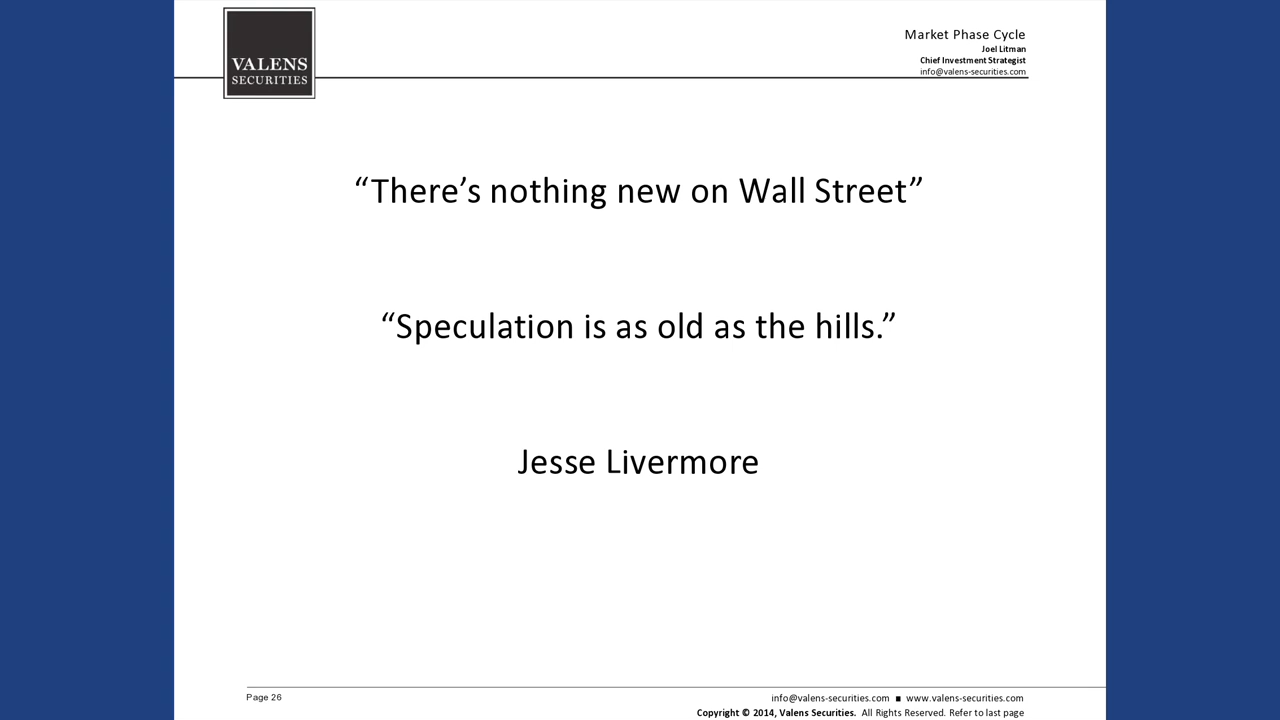 VALENS
SECURITIES
Market Phase Cycle
Joel Litman
Chief Investment Strategist
info@valens-securities.com
“There’s nothing new on Wall Street”
“Speculation is as old as the hills.”
Jesse Livermore
Page 26
info@valens-securities.com ■ www.valens-securities.com
Copyright © 2014, Valens Securities. All Rights Reserved. Refer to last page